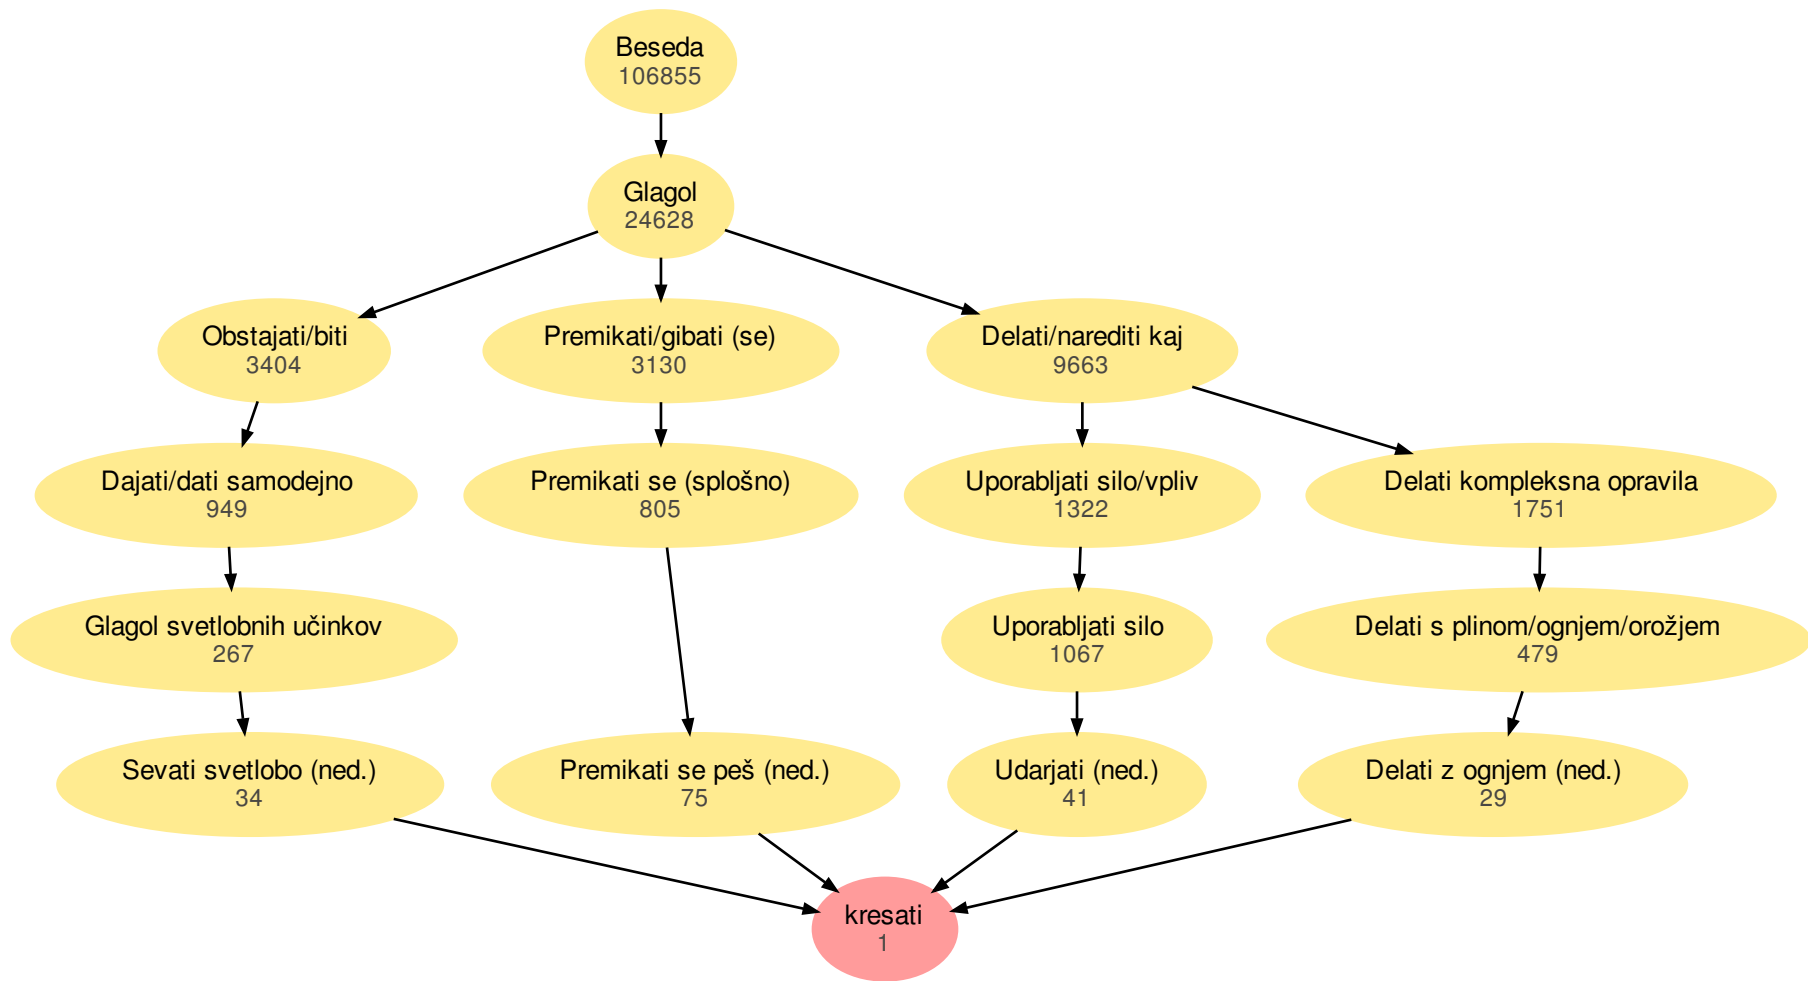 Beseda
106855
Glagol
24628
Obstajati/biti
3404
Premikati/gibati (se)
3130
Delati/narediti kaj
9663
Dajati/dati samodejno
949
Premikati se (splošno)
805
Uporabljati silo/vpliv
1322
Delati kompleksna opravila
1751
Glagol svetlobnih učinkov
267
Uporabljati silo
1067
Delati s plinom/ognjem/orožjem
479
Sevati svetlobo (ned.)
34
Premikati se peš (ned.)
75
Udarjati (ned.)
41
Delati z ognjem (ned.)
29
kresati
1